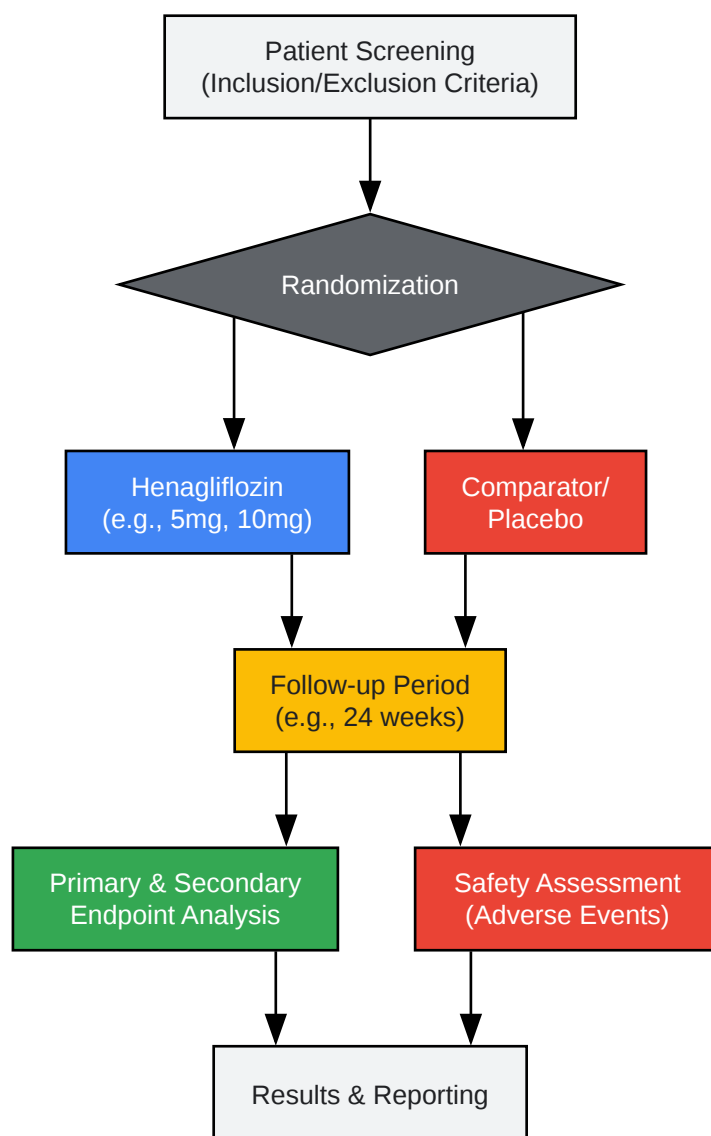 Patient Screening
(Inclusion/Exclusion Criteria)
Randomization
Henagliflozin
(e.g., 5mg, 10mg)
Comparator/
Placebo
Follow-up Period
(e.g., 24 weeks)
Primary & Secondary
Endpoint Analysis
Safety Assessment
(Adverse Events)
Results & Reporting